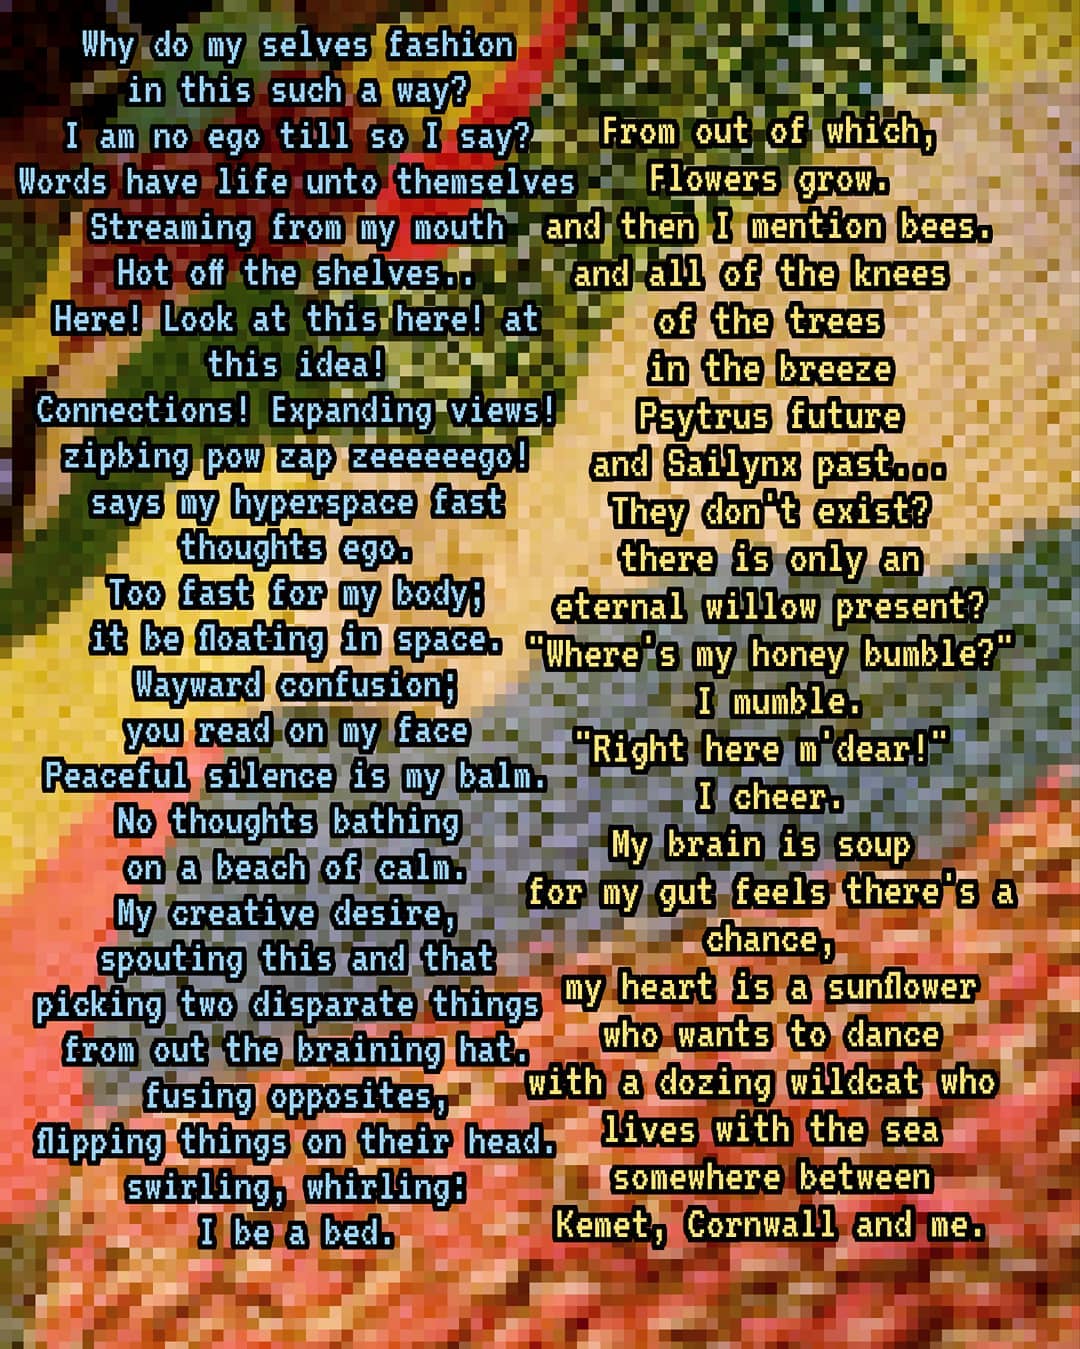 Why do my selves fashion
in this such a way?
I am no ego till so I say?
Words have life unto themselves
Streaming from my mouth
Hot off the shelves..
Here! Look at this here! at
this idea!
Connections! Expanding views!
zipbing pow zap zeeeeeego!
says my hyperspace fast
thoughts ego.
Too fast for my body;
it be floating in space.
Wayward confusion;
you read on my face
Peaceful silence is my balm.
No thoughts bathing
on a beach of calm.
My creative desire,
spouting this and that
picking two disparate things
from out the braining hat.
fusing opposites,
flipping things on their head.
swirling, whirling:
I be a bed.
From out of which,
Flowers grow.
and then I mention bees.
and all of the knees
of the trees
in the breeze
Psytrus future
and Sailynx past...
They don't exist?
there is only an
eternal willow present?
"Where's my honey bumble?"
I mumble.
"Right here m'dear!"
I cheer.
My brain is soup
for my gut feels there's a
chance,
my heart is a sunflower
who wants to dance
with a dozing wildcat who
lives with the sea
somewhere between
Kemet, Cornwall and me.